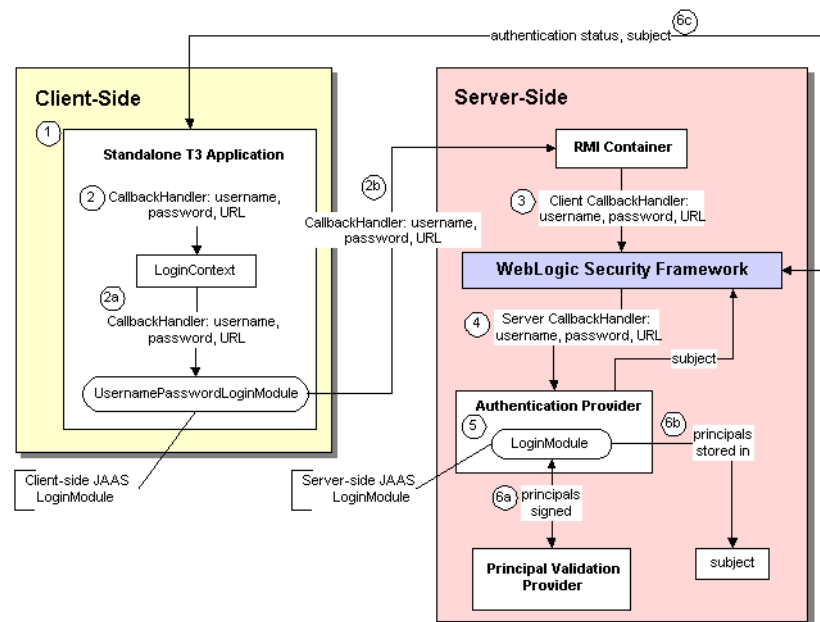 6c
authentication status, subject
Client-Side
1
Standalone T3 Application
2
CallbackHandler: username,
password, URL
LoginContext
2a
CallbackHandler: username,
password, URL
UsernamePasswordLoginModule
Client-side JAAS
LoginModule
2b
CallbackHandler: username,
password, URL
Server-Side
RMI Container
3
Client CallbackHandler:
username, password, URL
WebLogic Security Framework
4
Server CallbackHandler:
username, password, URL
subject
Authentication Provider
5
LoginModule
6b
principals
stored in
Server-side JAAS
LoginModule
6a
principals
signed
Principal Validation
Provider
subject